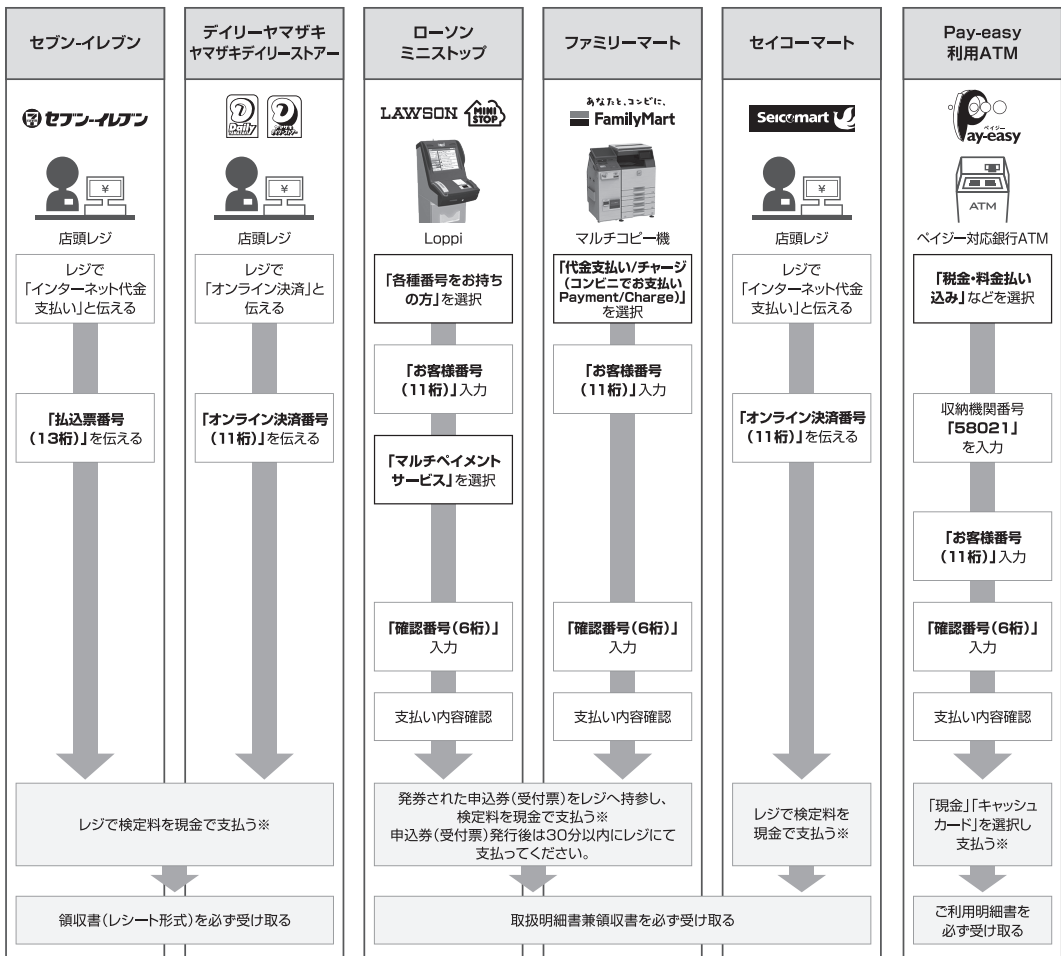 セブン-イレブン
デイリーヤマザキ
ヤマザキデイリーストアー
ローソン
ミニストップ
ファミリーマート
セイコーマート
Pay-easy
利用ATM
セブン-イレブン
Daily
LAWSON
MINI
STOP
あなたと、コンビに、
FamilyMart
Seicomart
ペイジー
Pay-easy
¥
¥
¥
ATM
店頭レジ
店頭レジ
Loppi
マルチコピー機
店頭レジ
ペイジー対応銀行ATM
レジで
「インターネット代金
支払い」と伝える
レジで
「オンライン決済」と
伝える
「各種番号をお持ち
の方」を選択
「代金支払い/チャージ
(コンビニでお支払い
Payment/Charge)」
を選択
レジで
「インターネット代金
支払い」と伝える
「税金・料金払い
込み」などを選択
「お客様番号
(11桁)」入力
「お客様番号
(11桁)」入力
「払込票番号
(13桁)」を伝える
「オンライン決済番号
(11桁)」を伝える
「マルチペイメント
サービス」を選択
「オンライン決済番号
(11桁)」を伝える
収納機関番号
「58021」
を入力
「お客様番号
(11桁)」入力
「確認番号(6桁)」
入力
「確認番号(6桁)」
入力
「確認番号(6桁)」
入力
支払い内容確認
支払い内容確認
支払い内容確認
レジで検定料を現金で支払う※
発券された申込券(受付票)をレジへ持参し、
検定料を現金で支払う※
申込券(受付票)発行後は30分以内にレジにて
支払ってください。
レジで検定料を
現金で支払う※
「現金」「キャッシュ
カード」を選択し
支払う※
領収書(レシート形式)を必ず受け取る
取扱明細書兼領収書を必ず受け取る
ご利用明細書を
必ず受け取る